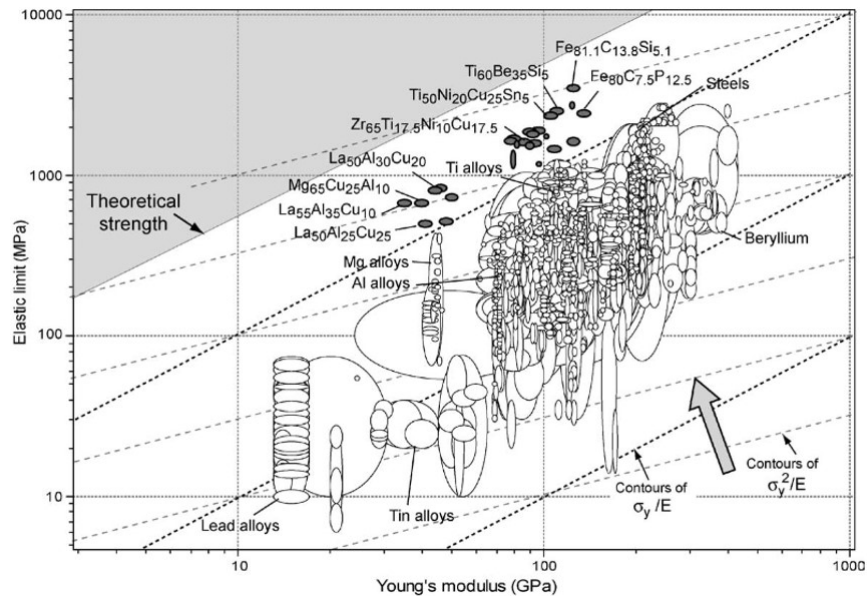 10000
1000
100
10
Elastic limit (MPa)
Theoretical
strength
Fe81.1C13.8Si5.1
Ti60Be35Si5
Fe80C7.5P12.5
Steels
Ti50Ni20Cu25Sn5
Zr65Ti17.5Ni10Cu17.5
La50Al30Cu20
Ti alloys
Mg65Cu25Al10
La55Al35Cu10
La50Al25Cu25
Beryllium
Mg alloys
Al alloys
Contours of
σy/E
Contours of
σy2/E
Lead alloys
Tin alloys
10
100
1000
Young's modulus (GPa)